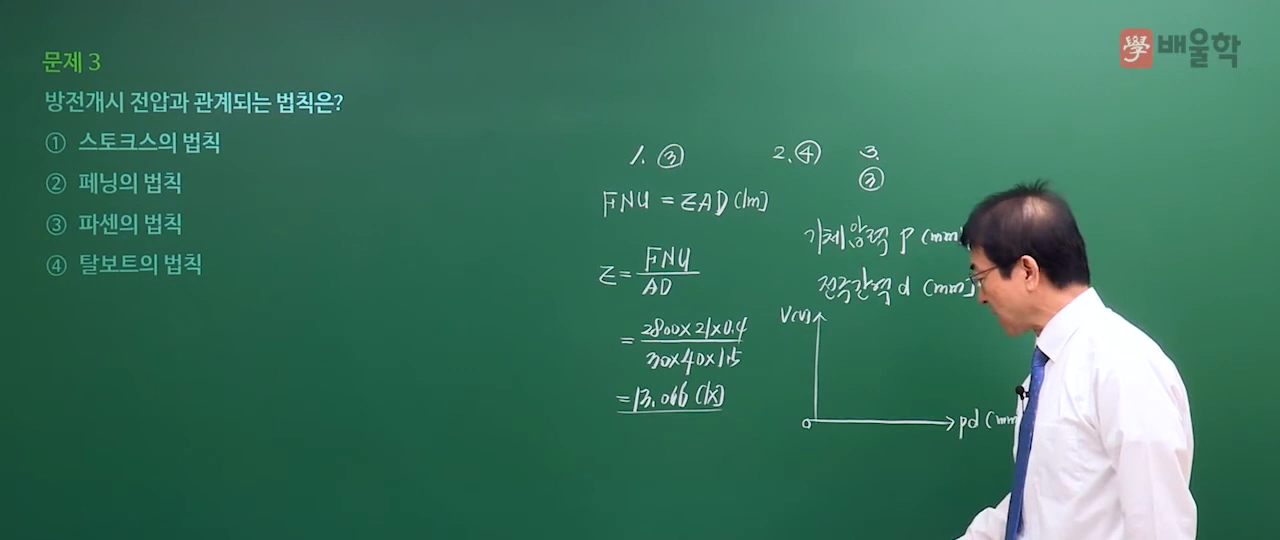 學 배울학
문제 3
방전개시 전압과 관계되는 법칙은?
① 스토크스의 법칙
② 페닝의 법칙
③ 파센의 법칙
④ 탈보트의 법칙
1. ③
2. ④
3. ③
FNU = EAD (lm)
E = FNU / AD
= 2800×21×0.4 / 30×40×1.5
= 13.066 (lx)
기체압력 P (mm)
전극간격 d (mm)
V(v)
0
pd (mm